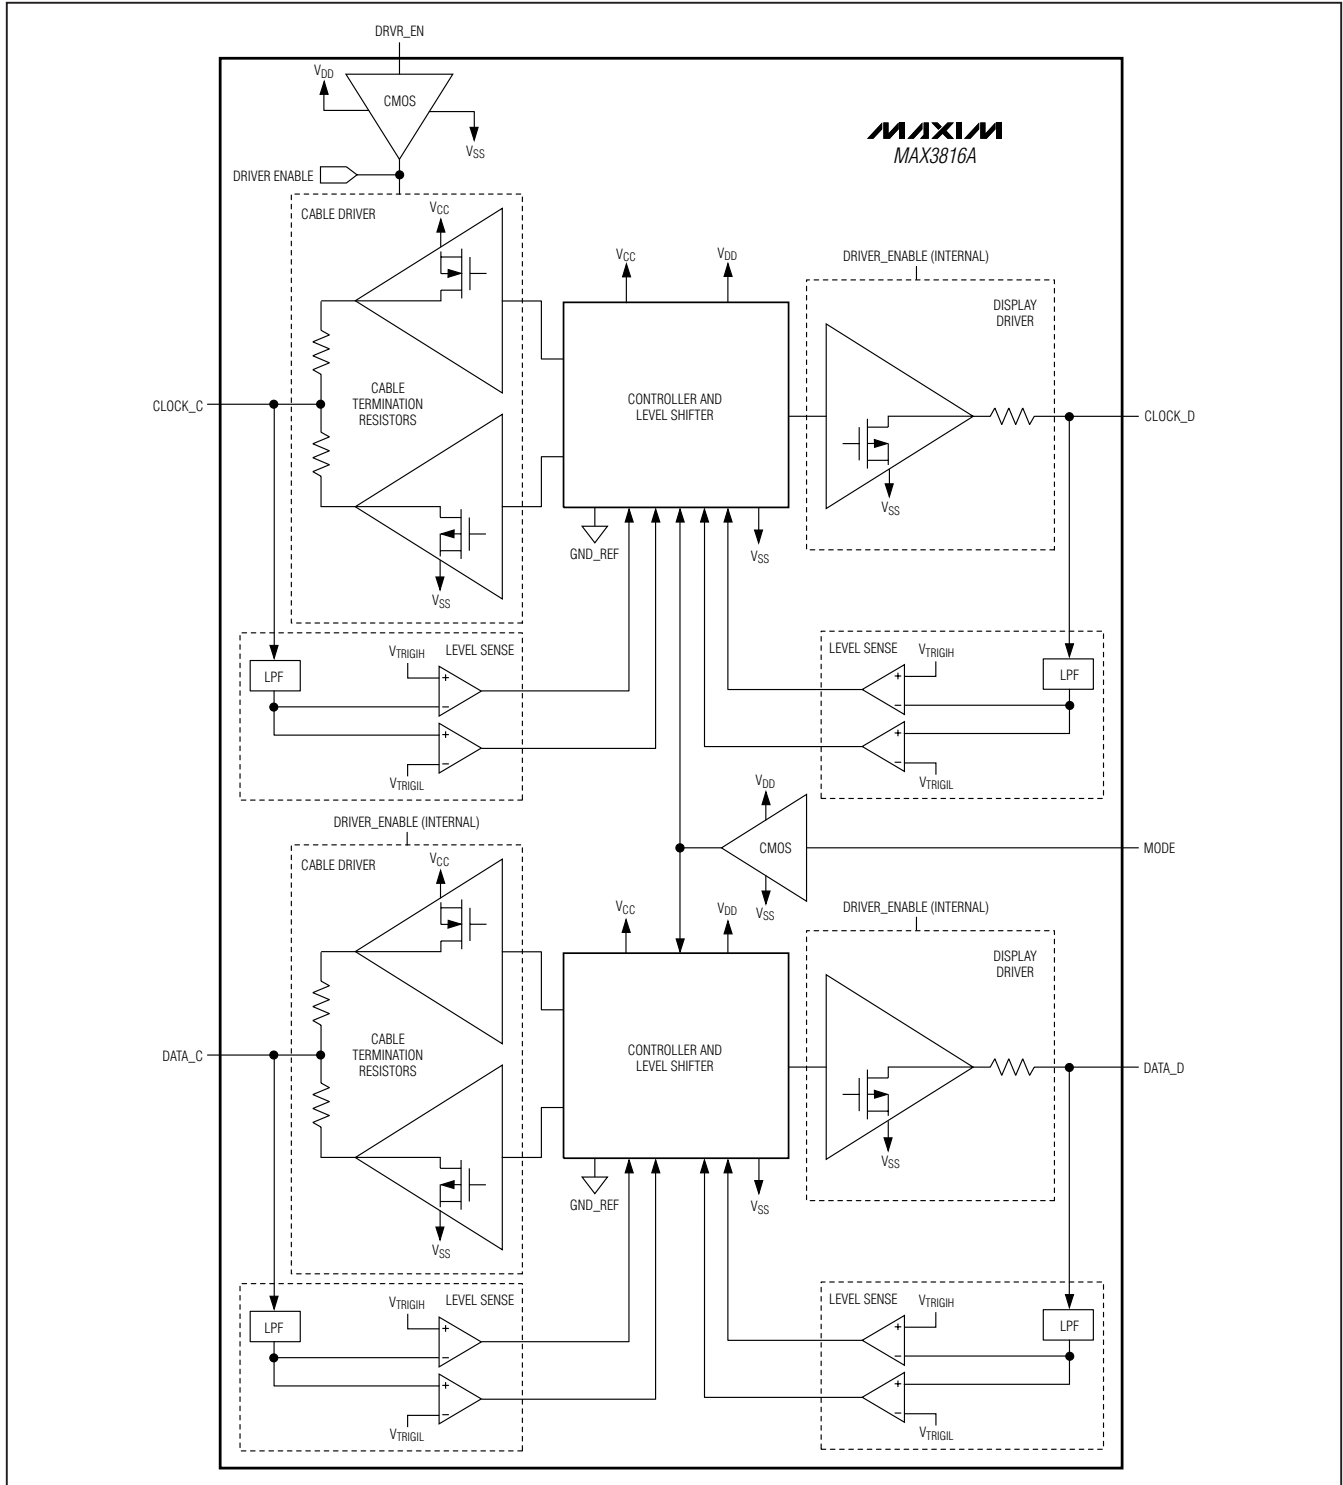 DRVR_EN
VDD
CMOS
VSS
MAXIM
MAX3816A
DRIVER ENABLE
CABLE DRIVER
VCC
VCC
VDD
DRIVER_ENABLE (INTERNAL)
DISPLAY
DRIVER
CABLE
TERMINATION
RESISTORS
CONTROLLER AND
LEVEL SHIFTER
CLOCK_C
CLOCK_D
VSS
GND_REF
VSS
VSS
LEVEL SENSE
VTRIGIH
LPF
+
−
+
−
VTRIGIL
LEVEL SENSE
VTRIGIH
LPF
+
−
+
−
VTRIGIL
VDD
CMOS
MODE
VSS
DRIVER_ENABLE (INTERNAL)
CABLE DRIVER
VCC
VCC
VDD
DRIVER_ENABLE (INTERNAL)
DISPLAY
DRIVER
CABLE
TERMINATION
RESISTORS
CONTROLLER AND
LEVEL SHIFTER
DATA_C
DATA_D
VSS
GND_REF
VSS
VSS
LEVEL SENSE
VTRIGIH
LPF
+
−
+
−
VTRIGIL
LEVEL SENSE
VTRIGIH
LPF
+
−
+
−
VTRIGIL